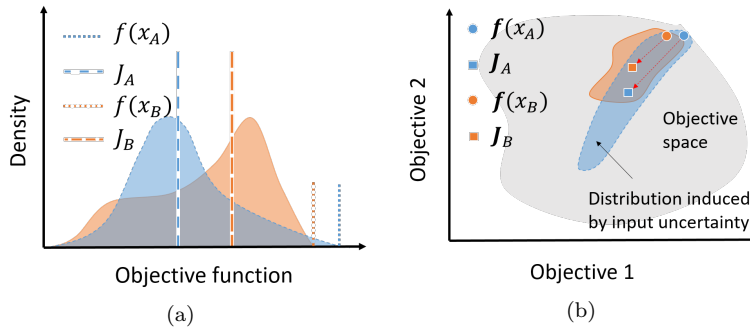 f(x_A)
J_A
f(x_B)
J_B
Density
Objective function
(a)
f(x_A)
J_A
f(x_B)
J_B
Objective 2
Objective
space
Distribution induced
by input uncertainty
Objective 1
(b)